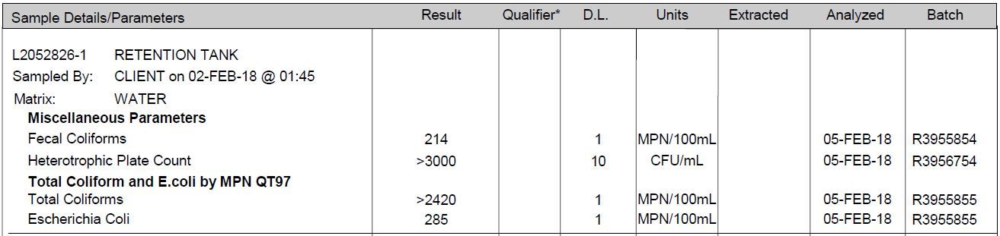 Sample Details/Parameters Result Qualifier* D.L. Units Extracted Analyzed Batch
L2052826-1 RETENTION TANK
Sampled By: CLIENT on 02-FEB-18 @ 01:45
Matrix: WATER
Miscellaneous Parameters
Fecal Coliforms 214 1 MPN/100mL 05-FEB-18 R3955854
Heterotrophic Plate Count >3000 10 CFU/mL 05-FEB-18 R3956754
Total Coliform and E.coli by MPN QT97
Total Coliforms >2420 1 MPN/100mL 05-FEB-18 R3955855
Escherichia Coli 285 1 MPN/100mL 05-FEB-18 R3955855